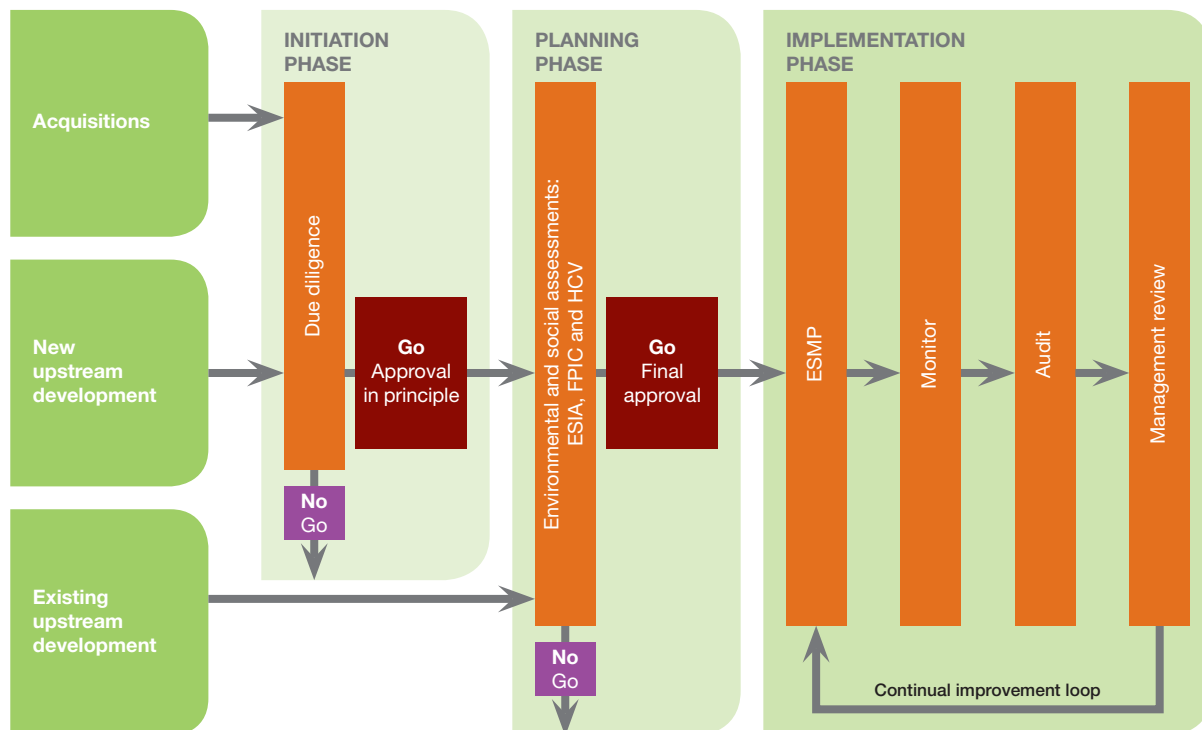 INITIATION
PHASE
PLANNING
PHASE
IMPLEMENTATION
PHASE
Acquisitions
New
upstream
development
Existing
upstream
development
Due diligence
Go
Approval
in principle
No
Go
Environmental and social assessments:
ESIA, FPIC and HCV
Go
Final
approval
No
Go
ESMP
Monitor
Audit
Management review
Continual improvement loop